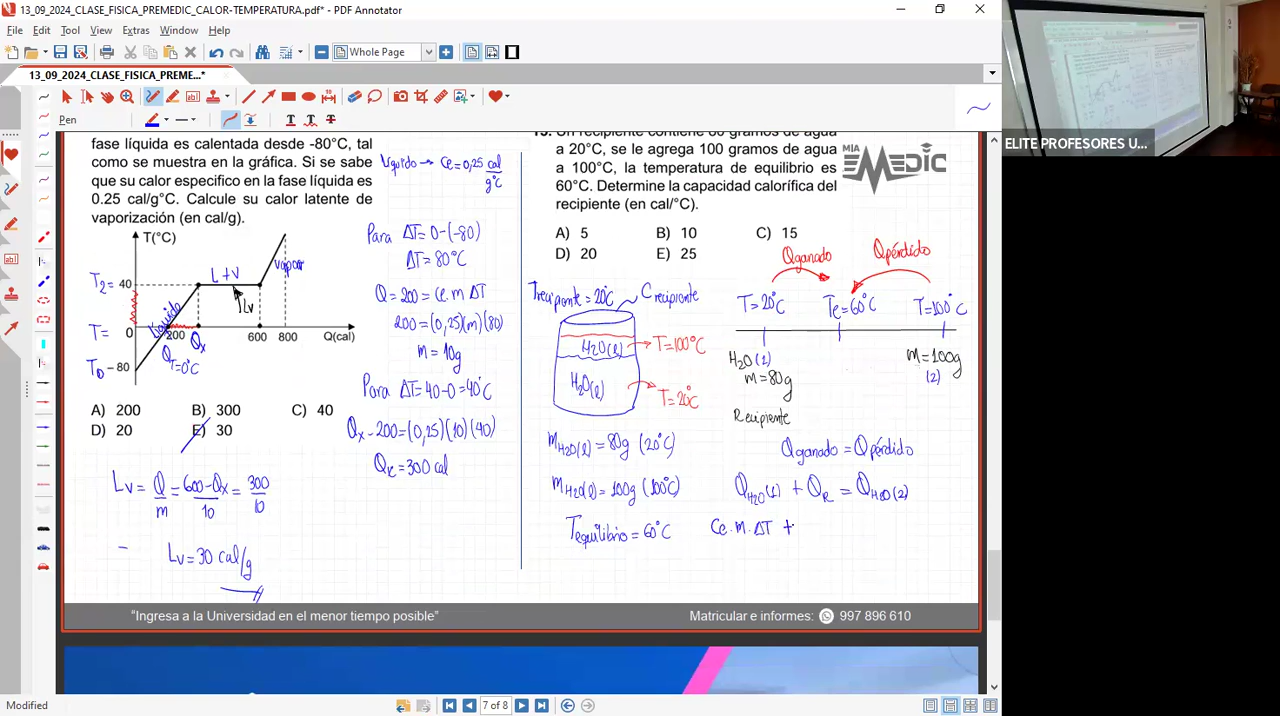 13_09_2024_CLASE_FISICA_PREMEDIC_CALOR-TEMPERATURA.pdf* - PDF Annotator
File Edit Tool View Extras Window Help
Whole Page
13_09_2024_CLASE_FISICA_PREME...*
Pen
fase líquida es calentada desde -80°C, tal
como se muestra en la gráfica. Si se sabe
que su calor especifico en la fase líquida es
0.25 cal/g°C. Calcule su calor latente de
vaporización (en cal/g).
T(°C)
T2= 40
L+V
vapor
Lv
líquido
T= 0
200
Qx
600 800 Q(cal)
Q T=0°C
T0 -80
A) 200 B) 300 C) 40
D) 20 E) 30
Lv = Q/m = 600-Qx/10 = 300/10
Lv = 30 cal/g
líquido → Ce = 0,25 cal/g°C
Para ΔT = 0-(-80)
ΔT = 80°C
Q = 200 = Ce.m ΔT
200 = (0,25)(m)(80)
m = 10g
Para ΔT = 40-0 = 40°C
Qx - 200 = (0,25)(10)(40)
Qx = 300 cal
a 20°C, se le agrega 100 gramos de agua
a 100°C, la temperatura de equilibrio es
60°C. Determine la capacidad calorífica del
recipiente (en cal/°C).
MIA MEDIC
A) 5 B) 10 C) 15
D) 20 E) 25
Trecipiente = 20°C Crecipiente
H2O(l) T=100°C
H2O(l) T=20°C
mH2O(l) = 80g (20°C)
mH2O(l) = 100g (100°C)
Tequilibrio = 60°C
Qganado Qpérdido
T=20°C Te=60°C T=100°C
H2O(1)
m=80g
m=100g
(2)
Recipiente
Qganado = Qpérdido
QH2O(1) + QR = QH2O(2)
Ce.m.ΔT +
"Ingresa a la Universidad en el menor tiempo posible" Matricular e informes: 997 896 610
Modified
7 of 8
ELITE PROFESORES U...